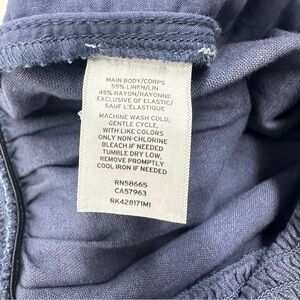 MAIN BODY/CORPS
55% LINEN/LIN
45% RAYON/RAYONNE
EXCLUSIVE OF ELASTIC/
SAUF L'ÉLASTIQUE
MACHINE WASH COLD,
GENTLE CYCLE,
WITH LIKE COLORS
ONLY NON-CHLORINE
BLEACH IF NEEDED
TUMBLE DRY LOW,
REMOVE PROMPTLY
COOL IRON IF NEEDED
RN58665
CA57963
RK428171M1